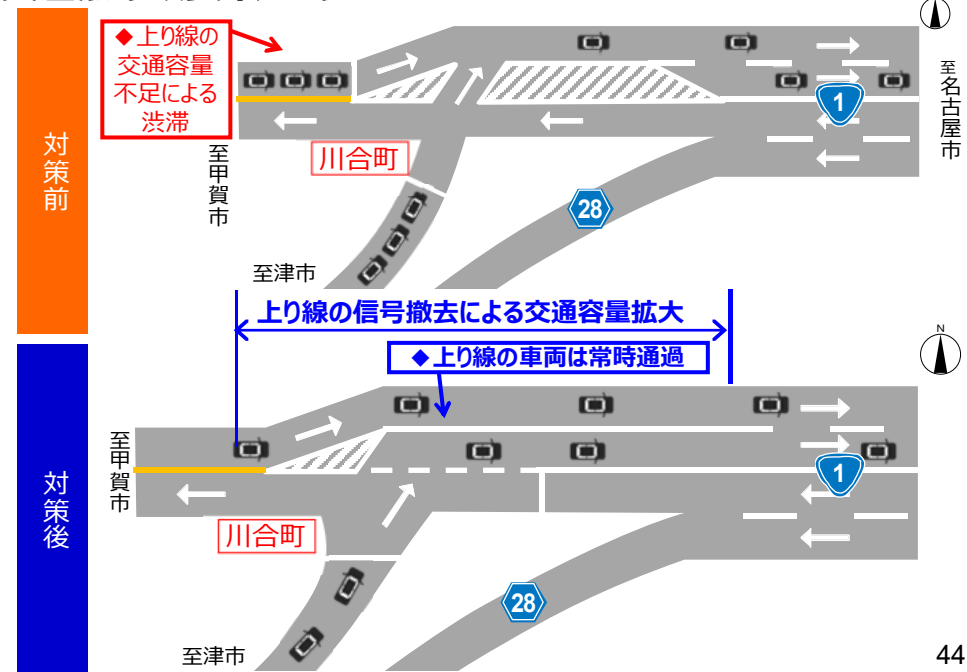 対策前
◆上り線の
交通容量
不足による
渋滞
至甲賀市
川合町
至津市
28
1
至名古屋市
上り線の信号撤去による交通容量拡大
◆上り線の車両は常時通過
対策後
至甲賀市
川合町
至津市
28
1
N
44